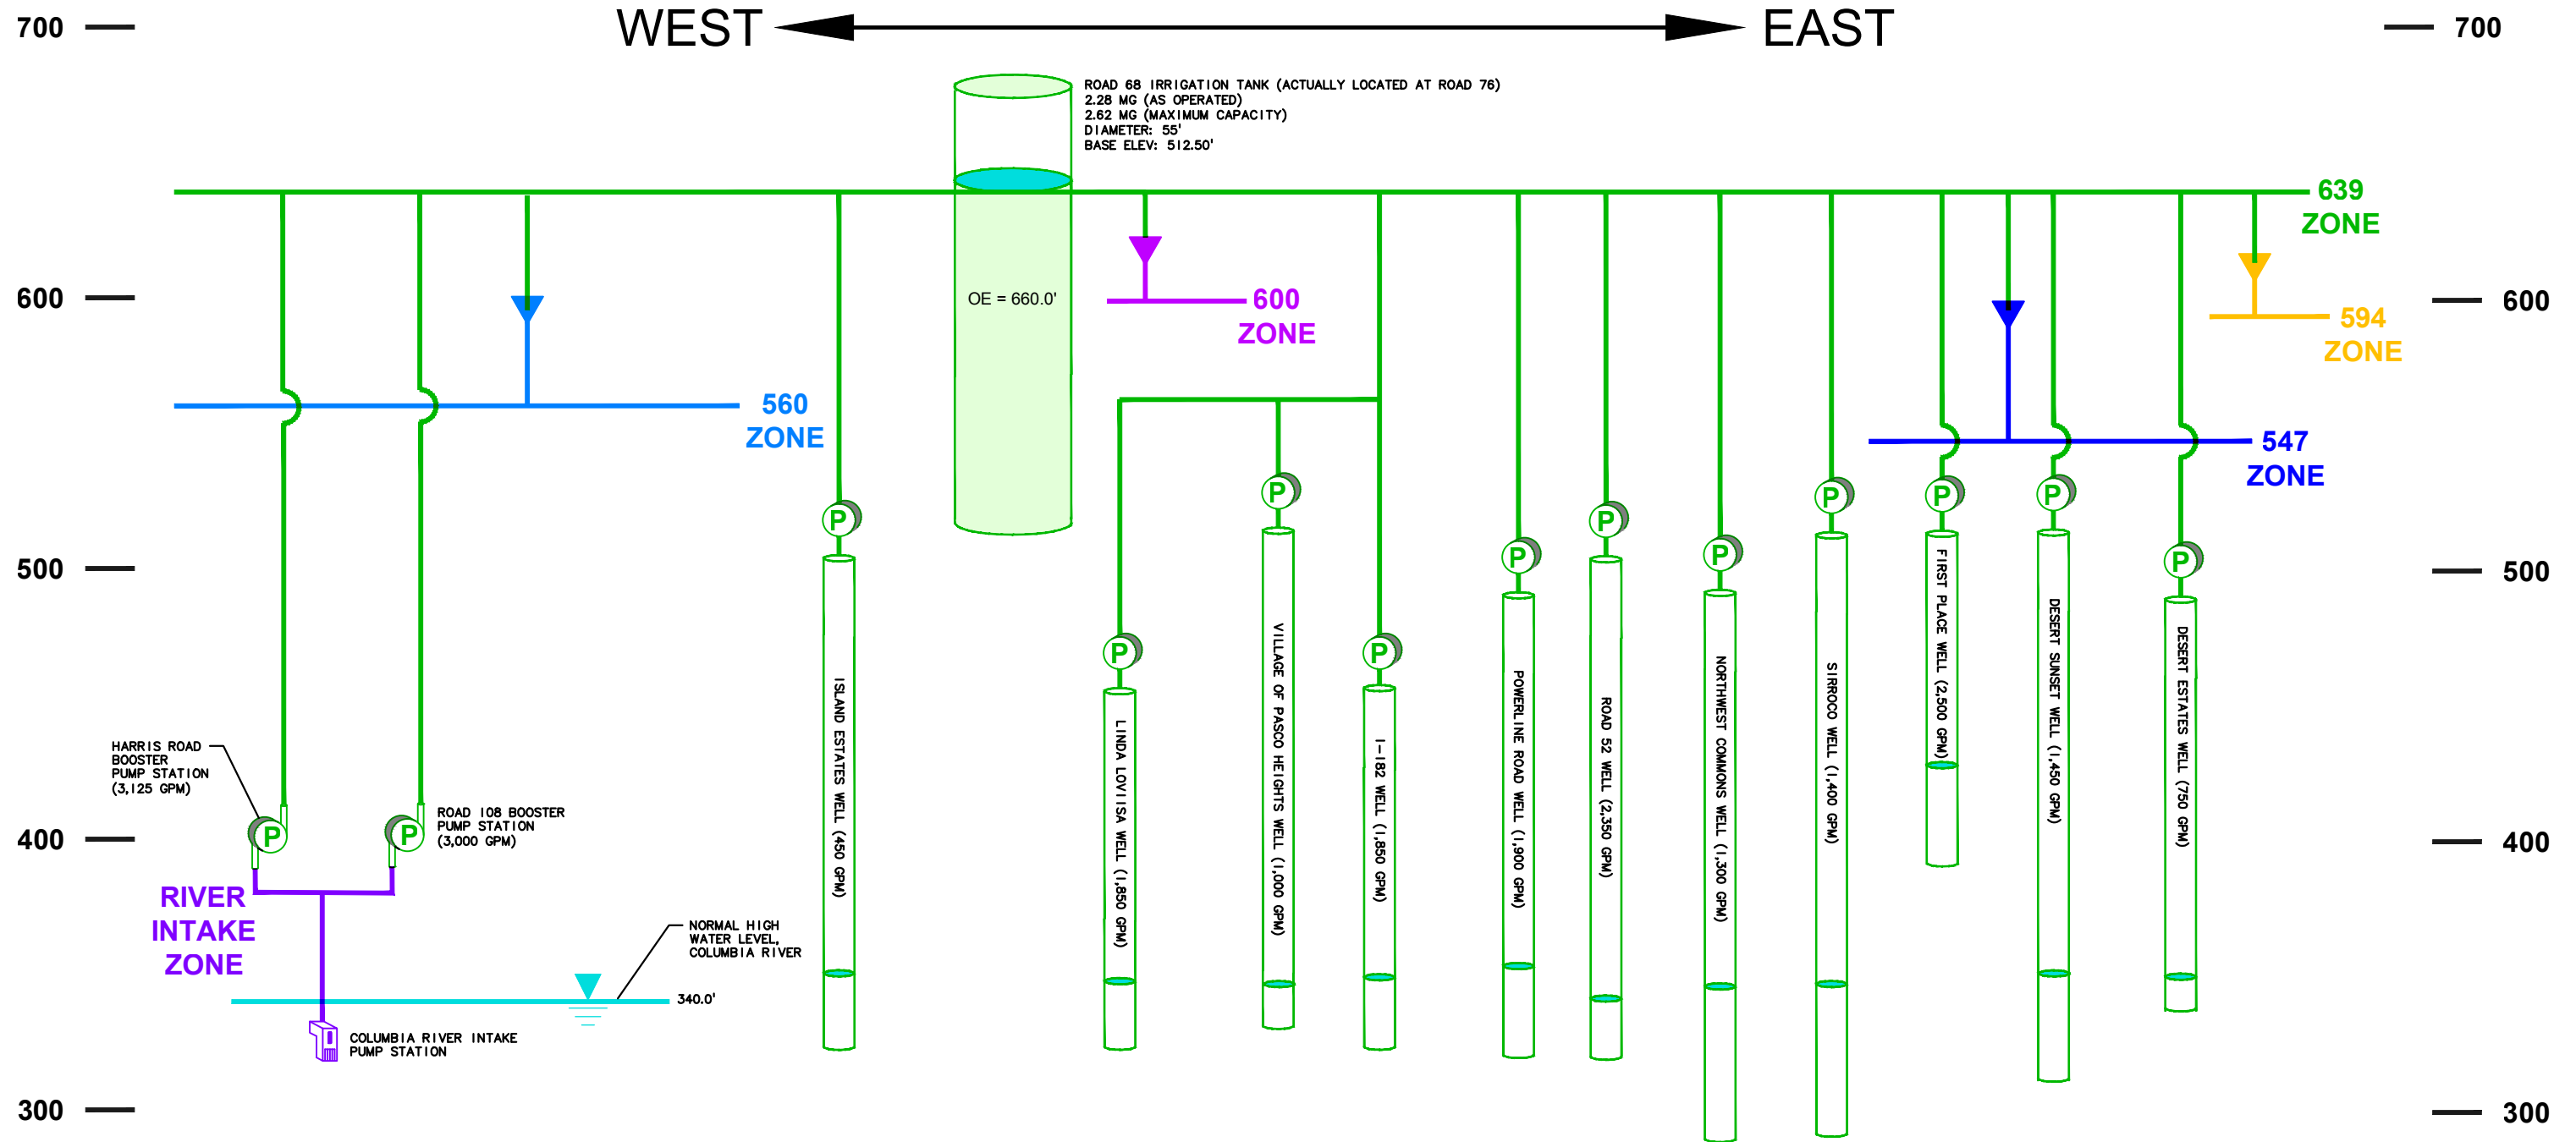 700
WEST
EAST
700
ROAD 68 IRRIGATION TANK (ACTUALLY LOCATED AT ROAD 76)
2.28 MG (AS OPERATED)
2.62 MG (MAXIMUM CAPACITY)
DIAMETER: 55'
BASE ELEV: 512.50'
639
ZONE
600
OE = 660.0'
600
ZONE
600
594
ZONE
560
ZONE
547
ZONE
500
500
P
P
P
P
P
P
P
P
P
P
P
ISLAND ESTATES WELL (450 GPM)
LINDA LOVIISA WELL (1,850 GPM)
VILLAGE OF PASCO HEIGHTS WELL (1,000 GPM)
I-182 WELL (1,850 GPM)
POWERLINE ROAD WELL (1,900 GPM)
ROAD 52 WELL (2,350 GPM)
NORTHWEST COMMONS WELL (1,300 GPM)
SIRROCO WELL (1,400 GPM)
FIRST PLACE WELL (2,500 GPM)
DESERT SUNSET WELL (1,450 GPM)
DESERT ESTATES WELL (750 GPM)
HARRIS ROAD
BOOSTER
PUMP STATION
(3,125 GPM)
P
P
ROAD 108 BOOSTER
PUMP STATION
(3,000 GPM)
400
400
RIVER
INTAKE
ZONE
NORMAL HIGH
WATER LEVEL,
COLUMBIA RIVER
340.0'
COLUMBIA RIVER INTAKE
PUMP STATION
300
300